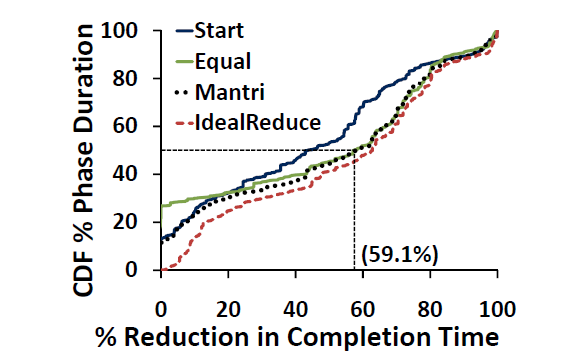 CDF % Phase Duration
100
80
60
40
20
0
Start
Equal
Mantri
IdealReduce
(59.1%)
0 20 40 60 80 100
% Reduction in Completion Time